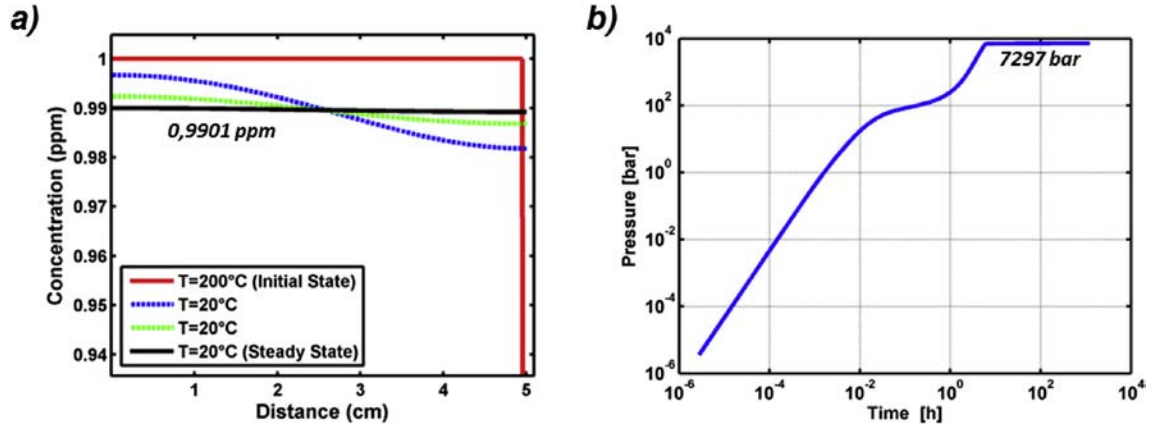 a)
Concentration (ppm)
1
0.99
0.98
0.97
0.96
0.95
0.94
0,9901 ppm
T=200°C (Initial State)
T=20°C
T=20°C
T=20°C (Steady State)
1 2 3 4 5
Distance (cm)
b)
Pressure [bar]
10^4
10^2
10^0
10^-2
10^-4
10^-6
7297 bar
10^-6 10^-4 10^-2 10^0 10^2 10^4
Time [h]